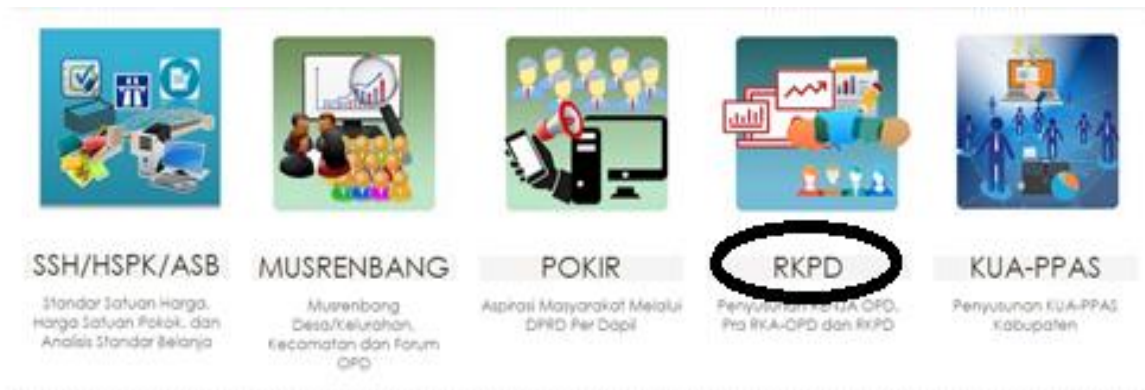 SSH/HSPK/ASB
Standar Satuan Harga,
Harga Satuan Pokok, dan
Analisis Standar Belanja
MUSRENBANG
Musrenbang
Desa/Kelurahan,
Kecamatan dan Forum
OPD
POKIR
Aspirasi Masyarakat Melalui
DPRD Per Dapil
RKPD
Penyusunan OPD,
Pra RKA-OPD dan RKPD
KUA-PPAS
Penyusunan KUA-PPAS
Kabupaten